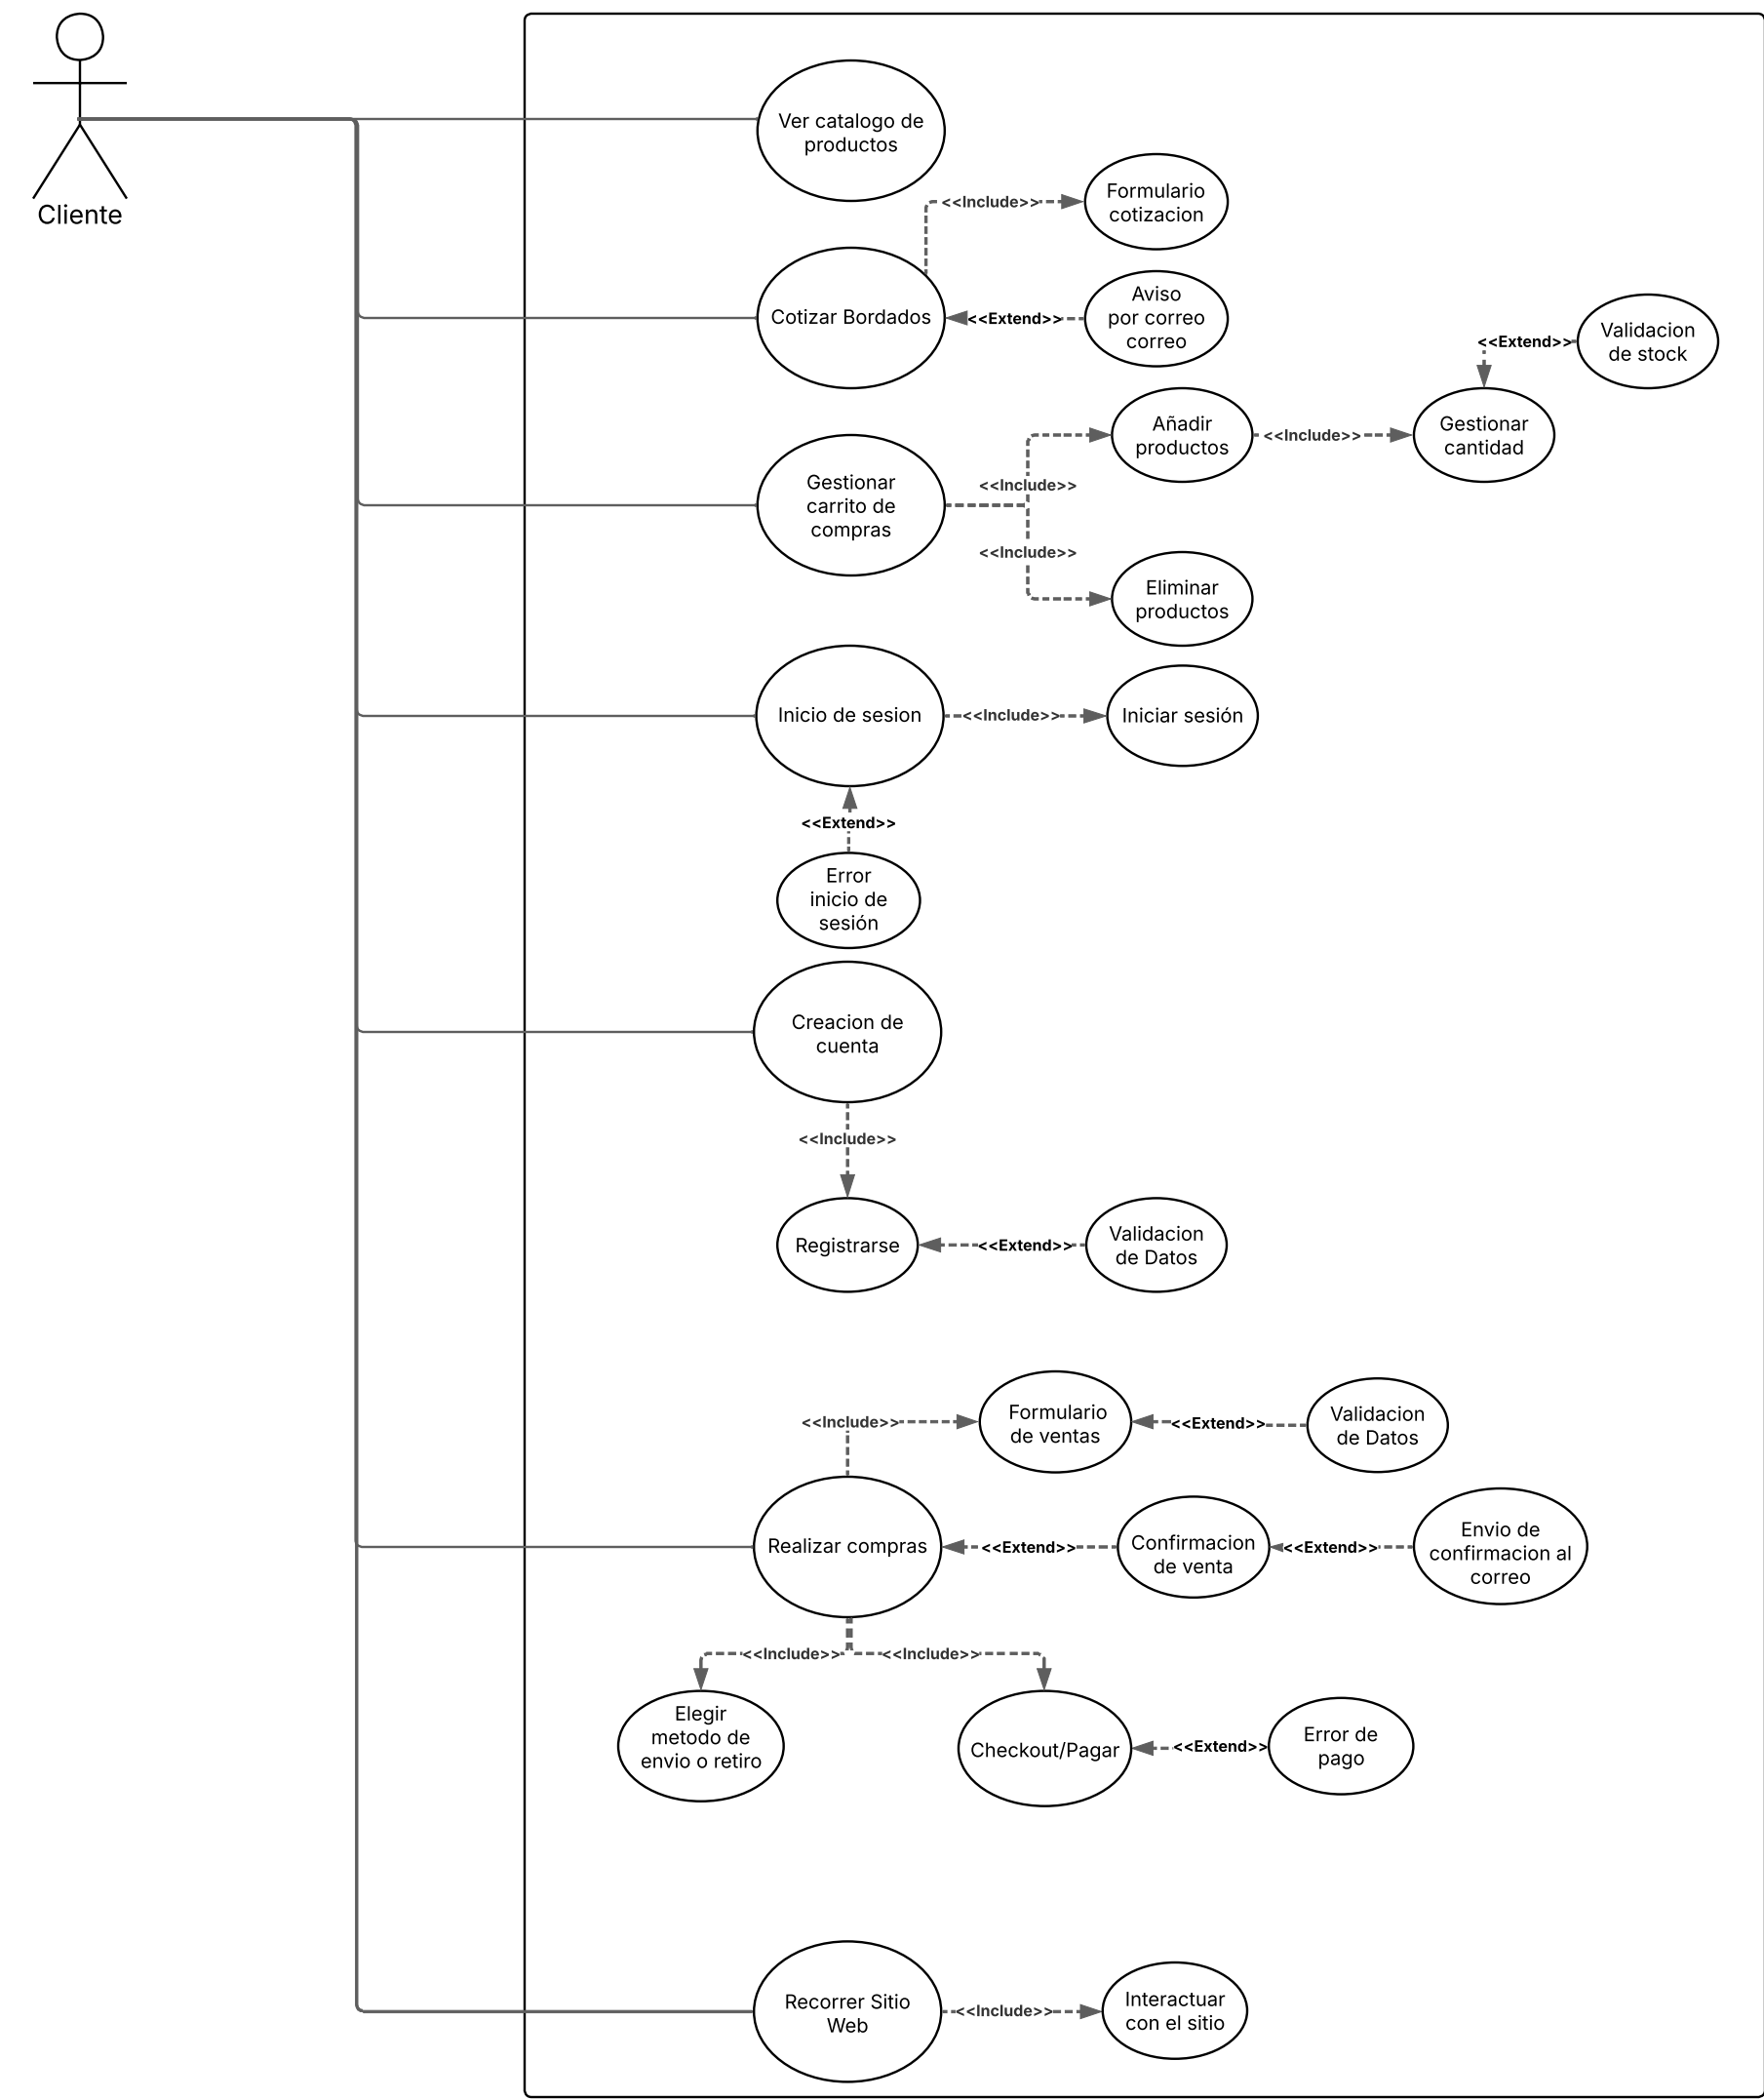 Cliente
Ver catalogo de
productos
<<Include>>
Formulario
cotizacion
Cotizar Bordados
<<Extend>>
Aviso
por correo
correo
<<Extend>>
Validacion
de stock
Gestionar
carrito de
compras
<<Include>>
<<Include>>
Añadir
productos
<<Include>>
Gestionar
cantidad
Eliminar
productos
Inicio de sesion
<<Include>>
Iniciar sesión
<<Extend>>
Error
inicio de
sesión
Creacion de
cuenta
<<Include>>
Registrarse
<<Extend>>
Validacion
de Datos
<<Include>>
Formulario
de ventas
<<Extend>>
Validacion
de Datos
Realizar compras
<<Extend>>
Confirmacion
de venta
<<Extend>>
Envio de
confirmacion al
correo
<<Include>>
<<Include>>
Elegir
metodo de
envio o retiro
Checkout/Pagar
<<Extend>>
Error de
pago
Recorrer Sitio
Web
<<Include>>
Interactuar
con el sitio